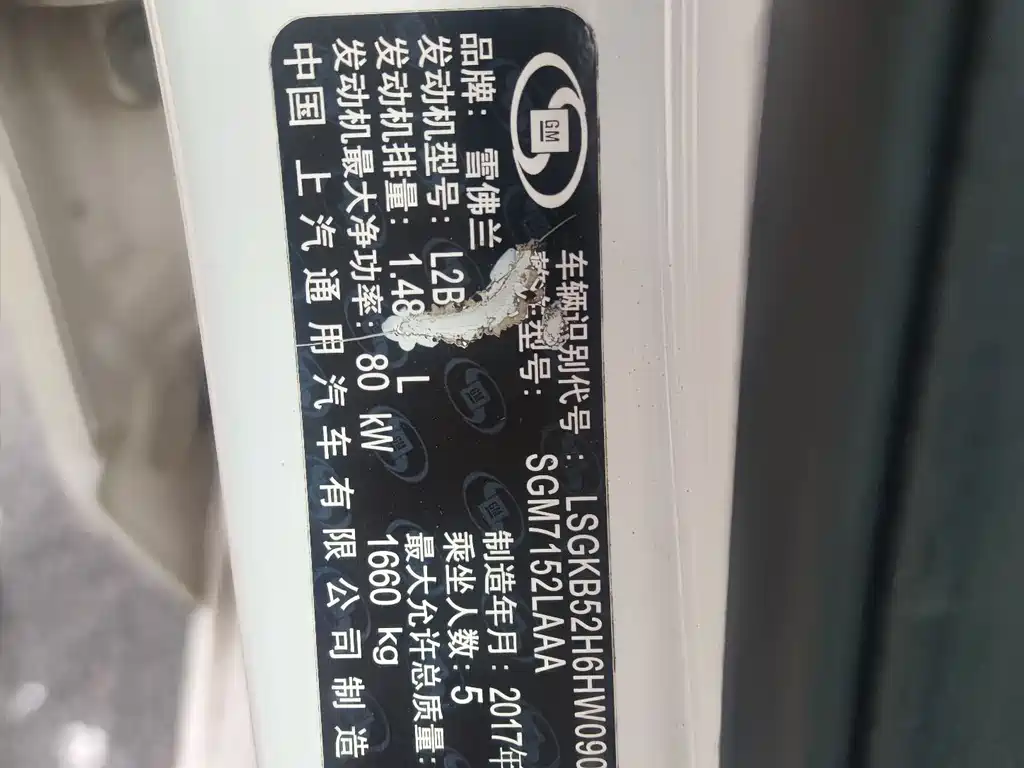 GM
车辆识别代号：LSGKB52H6HW090
型号：SGM7152LAAA
品牌：雪佛兰 制造年月：2017年
发动机型号：L2B 乘坐人数：5
发动机排量：1.48 L 最大允许总质量：
发动机最大净功率：80 kW 1660 kg
中国上汽通用汽车有限公司制造